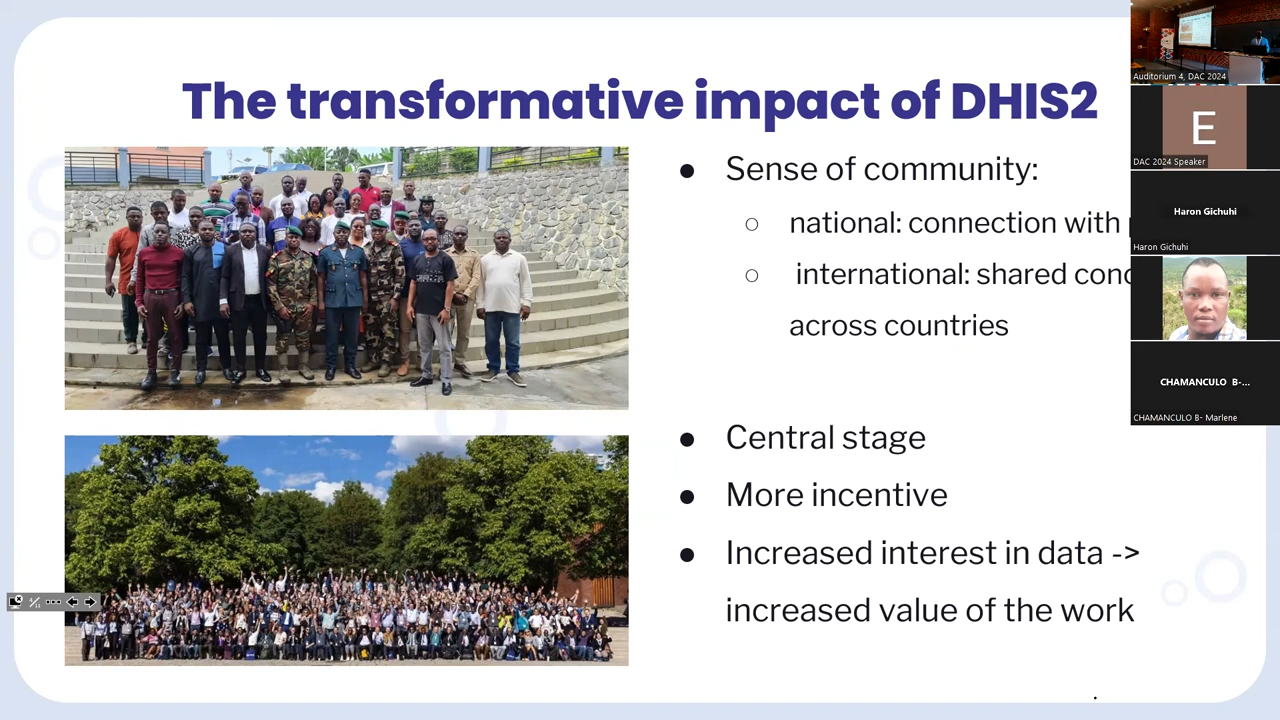 The transformative impact of DHIS2
● Sense of community:
○ national: connection with
○ international: shared
across countries
● Central stage
● More incentive
● Increased interest in data ->
increased value of the work
.
Auditorium 4, DAC 2024
E
DAC 2024 Speaker
Haron Gichuhi
Haron Gichuhi
CHAMANCULO B-...
CHAMANCULO B- Marlene